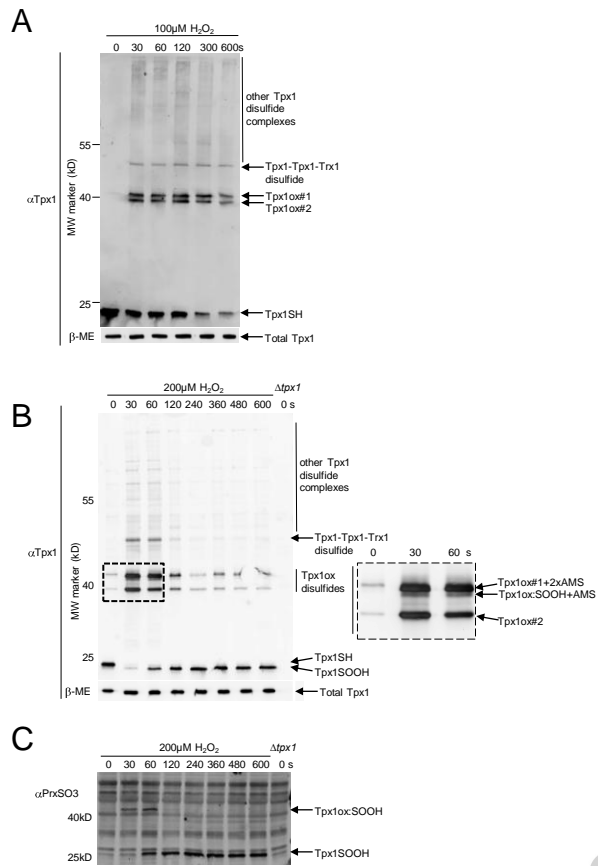 A
100µM H2O2
0 30 60 120 300 600s
other Tpx1
disulfide
complexes
55
Tpx1-Tpx1-Trx1
disulfide
αTpx1
MW marker (kD)
40
Tpx1ox#1
Tpx1ox#2
25
Tpx1SH
β-ME
Total Tpx1
B
200µM H2O2 Δtpx1
0 30 60 120 240 360 480 600 0 s
other Tpx1
disulfide
complexes
55
Tpx1-Tpx1-Trx1
disulfide
αTpx1
MW marker (kD)
40
Tpx1ox
disulfides
0 30 60 s
Tpx1ox#1+2xAMS
Tpx1ox:SOOH+AMS
Tpx1ox#2
25
Tpx1SH
Tpx1SOOH
β-ME
Total Tpx1
C
200µM H2O2 Δtpx1
0 30 60 120 240 360 480 600 0 s
αPrxSO3
40kD
Tpx1ox:SOOH
25kD
Tpx1SOOH